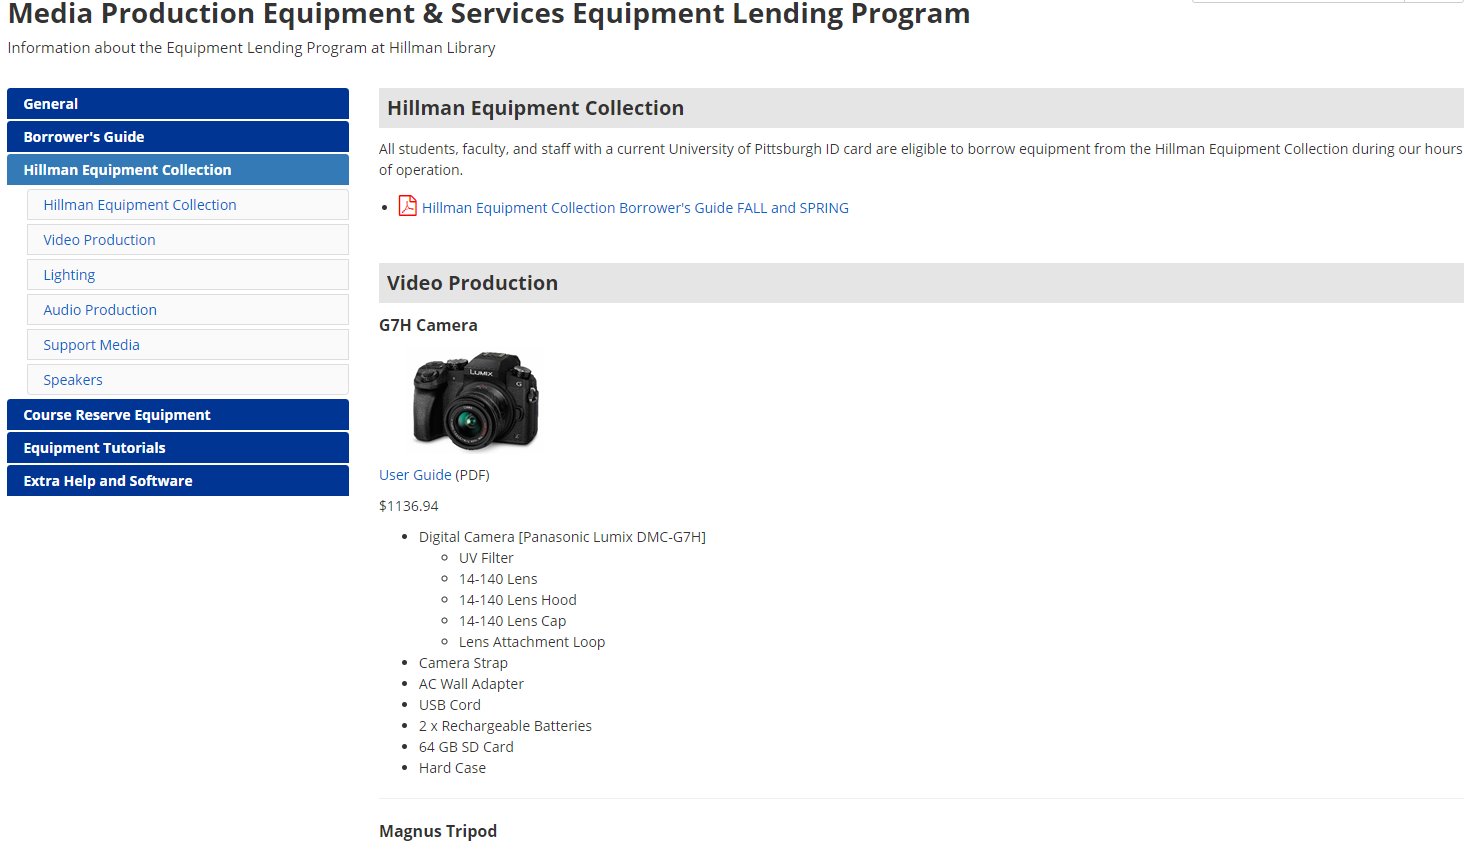 Media Production Equipment & Services Equipment Lending Program
Information about the Equipment Lending Program at Hillman Library
General
Borrower's Guide
Hillman Equipment Collection
Hillman Equipment Collection
Video Production
Lighting
Audio Production
Support Media
Speakers
Course Reserve Equipment
Equipment Tutorials
Extra Help and Software
Hillman Equipment Collection
All students, faculty, and staff with a current University of Pittsburgh ID card are eligible to borrow equipment from the Hillman Equipment Collection during our hours
of operation.
Hillman Equipment Collection Borrower's Guide FALL and SPRING
Video Production
G7H Camera
LUMIX
G
User Guide (PDF)
$1136.94
Digital Camera [Panasonic Lumix DMC-G7H]
UV Filter
14-140 Lens
14-140 Lens Hood
14-140 Lens Cap
Lens Attachment Loop
Camera Strap
AC Wall Adapter
USB Cord
2 x Rechargeable Batteries
64 GB SD Card
Hard Case
Magnus Tripod